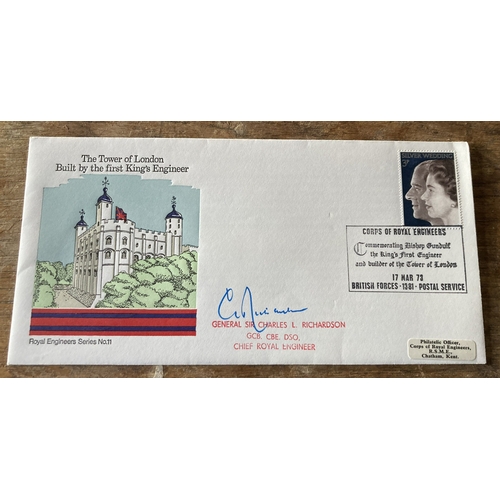 The Tower of London
Built by the first King's Engineer
SILVER WEDDING
3P
CORPS OF ROYAL ENGINEERS
Commemorating Bishop Gundulf
the King's First Engineer
and builder of the Tower of London
17 MAR 73
BRITISH FORCES · 1381 · POSTAL SERVICE
GENERAL SIR CHARLES L. RICHARDSON
GCB. CBE. DSO,
CHIEF ROYAL ENGINEER
Royal Engineers Series No.11
Philatelic Officer,
Corps of Royal Engineers,
R.S.M.E.,
Chatham, Kent.